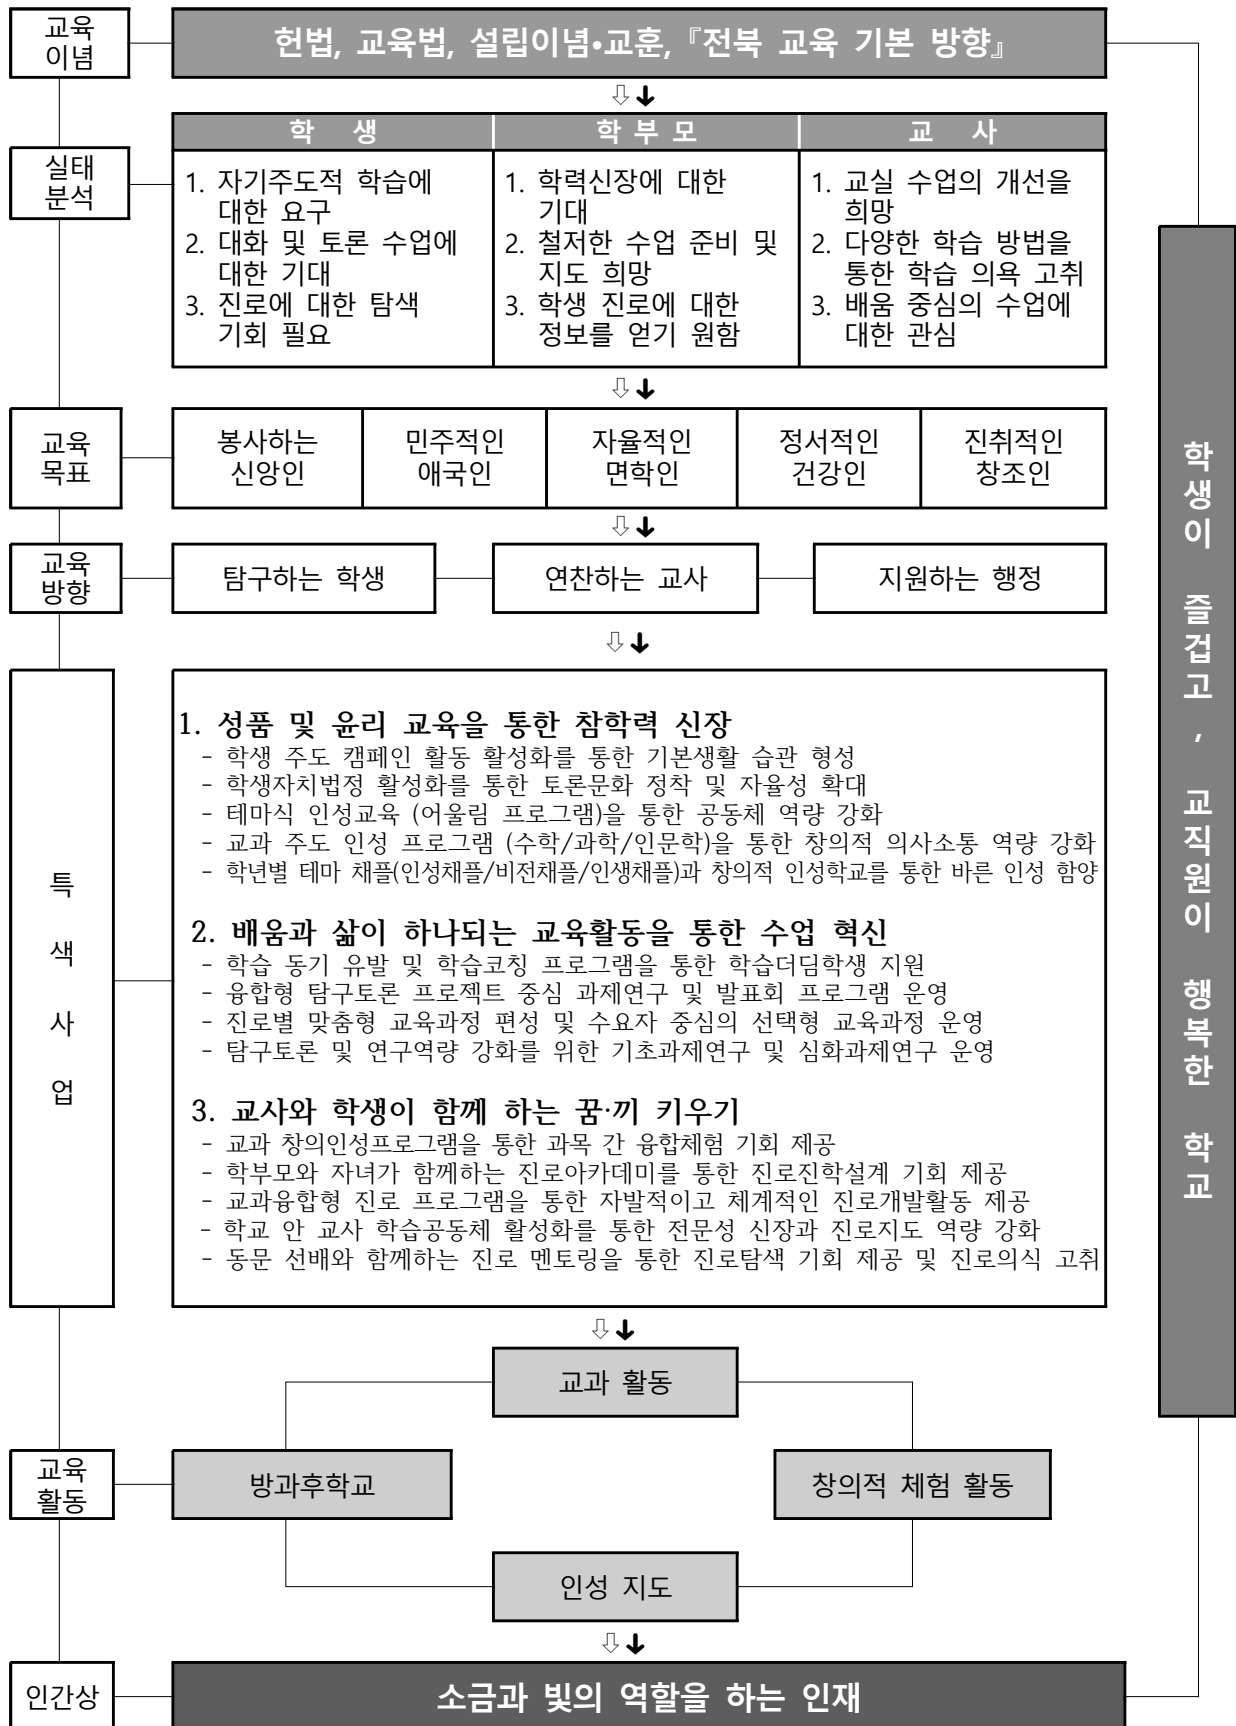 교육
이념
헌법, 교육법, 설립이념•교훈, 『전북 교육 기본 방향』
⇩🡻
실태
분석
학 생
학 부 모
교 사
1. 자기주도적 학습에
대한 요구
2. 대화 및 토론 수업에
대한 기대
3. 진로에 대한 탐색
기회 필요
1. 학력신장에 대한
기대
2. 철저한 수업 준비 및
지도 희망
3. 학생 진로에 대한
정보를 얻기 원함
1. 교실 수업의 개선을
희망
2. 다양한 학습 방법을
통한 학습 의욕 고취
3. 배움 중심의 수업에
대한 관심
⇩🡻
교육
목표
봉사하는
신앙인
민주적인
애국인
자율적인
면학인
정서적인
건강인
진취적인
창조인
⇩🡻
교육
방향
탐구하는 학생
연찬하는 교사
지원하는 행정
⇩🡻
특
색
사
업
1. 성품 및 윤리 교육을 통한 참학력 신장
- 학생 주도 캠페인 활동 활성화를 통한 기본생활 습관 형성
- 학생자치법정 활성화를 통한 토론문화 정착 및 자율성 확대
- 테마식 인성교육 (어울림 프로그램)을 통한 공동체 역량 강화
- 교과 주도 인성 프로그램 (수학/과학/인문학)을 통한 창의적 의사소통 역량 강화
- 학년별 테마 채플(인성채플/비전채플/인생채플)과 창의적 인성학교를 통한 바른 인성 함양
2. 배움과 삶이 하나되는 교육활동을 통한 수업 혁신
- 학습 동기 유발 및 학습코칭 프로그램을 통한 학습더딤학생 지원
- 융합형 탐구토론 프로젝트 중심 과제연구 및 발표회 프로그램 운영
- 진로별 맞춤형 교육과정 편성 및 수요자 중심의 선택형 교육과정 운영
- 탐구토론 및 연구역량 강화를 위한 기초과제연구 및 심화과제연구 운영
3. 교사와 학생이 함께 하는 꿈·끼 키우기
- 교과 창의인성프로그램을 통한 과목 간 융합체험 기회 제공
- 학부모와 자녀가 함께하는 진로아카데미를 통한 진로진학설계 기회 제공
- 교과융합형 진로 프로그램을 통한 자발적이고 체계적인 진로개발활동 제공
- 학교 안 교사 학습공동체 활성화를 통한 전문성 신장과 진로지도 역량 강화
- 동문 선배와 함께하는 진로 멘토링을 통한 진로탐색 기회 제공 및 진로의식 고취
⇩🡻
교육
활동
교과 활동
방과후학교
창의적 체험 활동
인성 지도
⇩🡻
인간상
소금과 빛의 역할을 하는 인재
학생이 즐겁고, 교직원이 행복한 학교